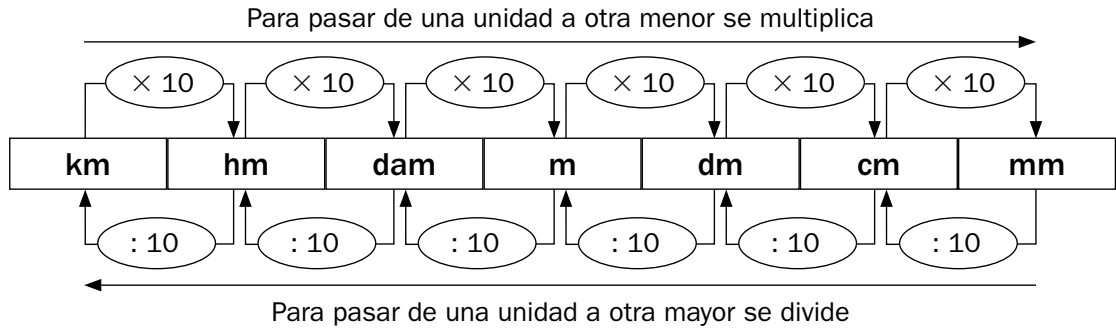 Para pasar de una unidad a otra menor se multiplica
× 10 × 10 × 10 × 10 × 10 × 10
km hm dam m dm cm mm
: 10 : 10 : 10 : 10 : 10 : 10
Para pasar de una unidad a otra mayor se divide